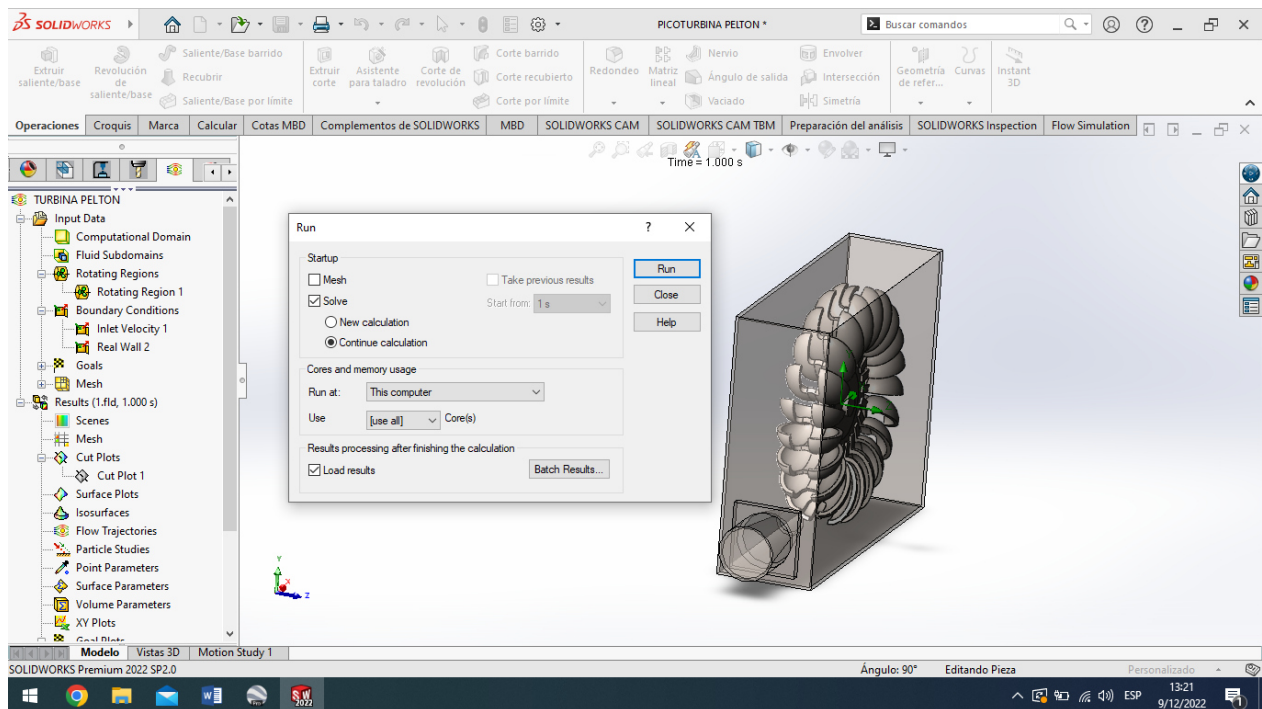 SOLIDWORKS
PICOTURBINA PELTON *
Buscar comandos
Extruir saliente/base
Revolución de saliente/base
Saliente/Base barrido
Recubrir
Saliente/Base por límite
Extruir corte
Asistente para taladro
Corte de revolución
Corte barrido
Corte recubierto
Corte por límite
Redondeo
Matriz lineal
Nervio
Ángulo de salida
Vaciado
Envolver
Intersección
Simetría
Geometría de refer...
Curvas
Instant 3D
Operaciones Croquis Marca Calcular Cotas MBD Complementos de SOLIDWORKS MBD SOLIDWORKS CAM SOLIDWORKS CAM TBM Preparación del análisis SOLIDWORKS Inspection Flow Simulation
Time = 1.000 s
TURBINA PELTON
Input Data
Computational Domain
Fluid Subdomains
Rotating Regions
Rotating Region 1
Boundary Conditions
Inlet Velocity 1
Real Wall 2
Goals
Mesh
Results (1.fld, 1.000 s)
Scenes
Mesh
Cut Plots
Cut Plot 1
Surface Plots
Isosurfaces
Flow Trajectories
Particle Studies
Point Parameters
Surface Parameters
Volume Parameters
XY Plots
Goal Plots
Run ? ×
Startup
Mesh
Take previous results
Solve
Start from: 1 s
New calculation
Continue calculation
Run
Close
Help
Cores and memory usage
Run at: This computer
Use [use all] Core(s)
Results processing after finishing the calculation
Load results
Batch Results...
Y
X
Z
Modelo Vistas 3D Motion Study 1
SOLIDWORKS Premium 2022 SP2.0
Ángulo: 90° Editando Pieza Personalizado
ESP
13:21
9/12/2022